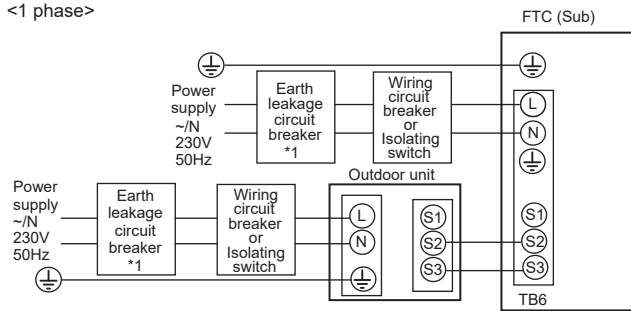 <1 phase>
FTC (Sub)
Power
supply
~/N
230V
50Hz
Earth
leakage
circuit
breaker
*1
Wiring
circuit
breaker
or
Isolating
switch
L
N
Outdoor unit
Power
supply
~/N
230V
50Hz
Earth
leakage
circuit
breaker
*1
Wiring
circuit
breaker
or
Isolating
switch
L
N
S1
S2
S3
S1
S2
S3
TB6